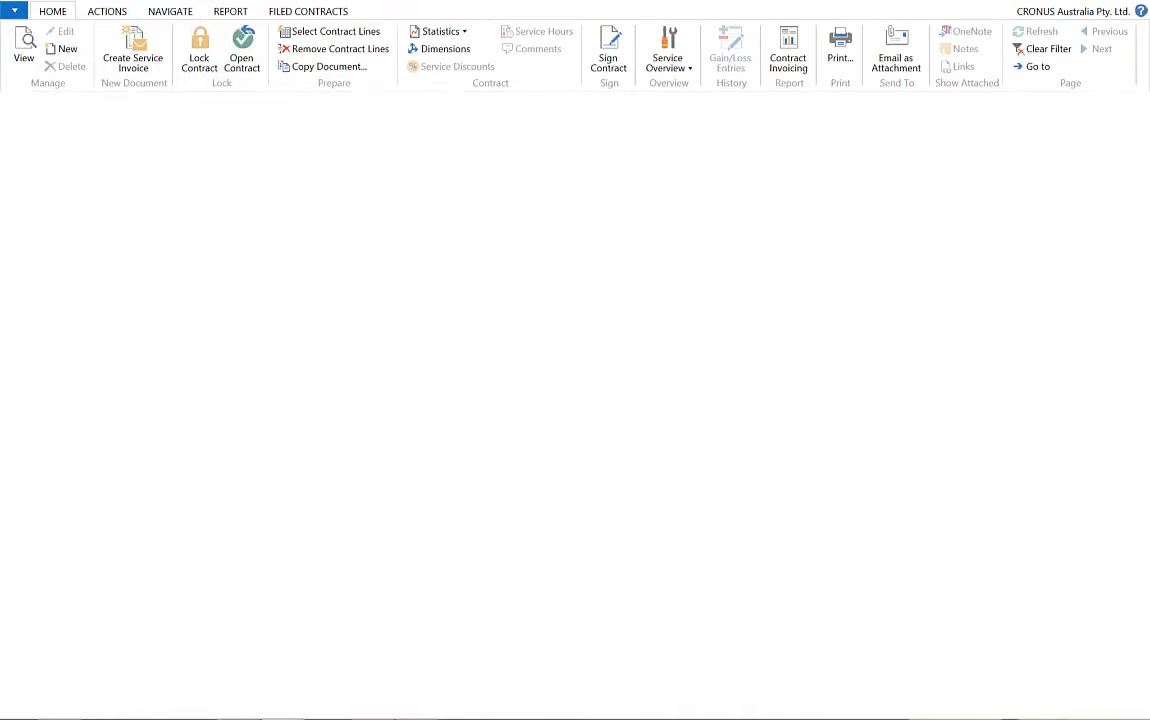 HOME ACTIONS NAVIGATE REPORT FILED CONTRACTS CRONUS Australia Pty. Ltd. ?
View
Edit
New
Delete
Manage
Create Service
Invoice
New Document
Lock
Contract
Open
Contract
Lock
Select Contract Lines
Remove Contract Lines
Copy Document...
Prepare
Statistics
Dimensions
Service Discounts
Service Hours
Comments
Contract
Sign
Contract
Sign
Service
Overview
Overview
Gain/Loss
Entries
History
Contract
Invoicing
Report
Print...
Print
Email as
Attachment
Send To
OneNote
Notes
Links
Show Attached
Refresh
Clear Filter
Go to
Previous
Next
Page